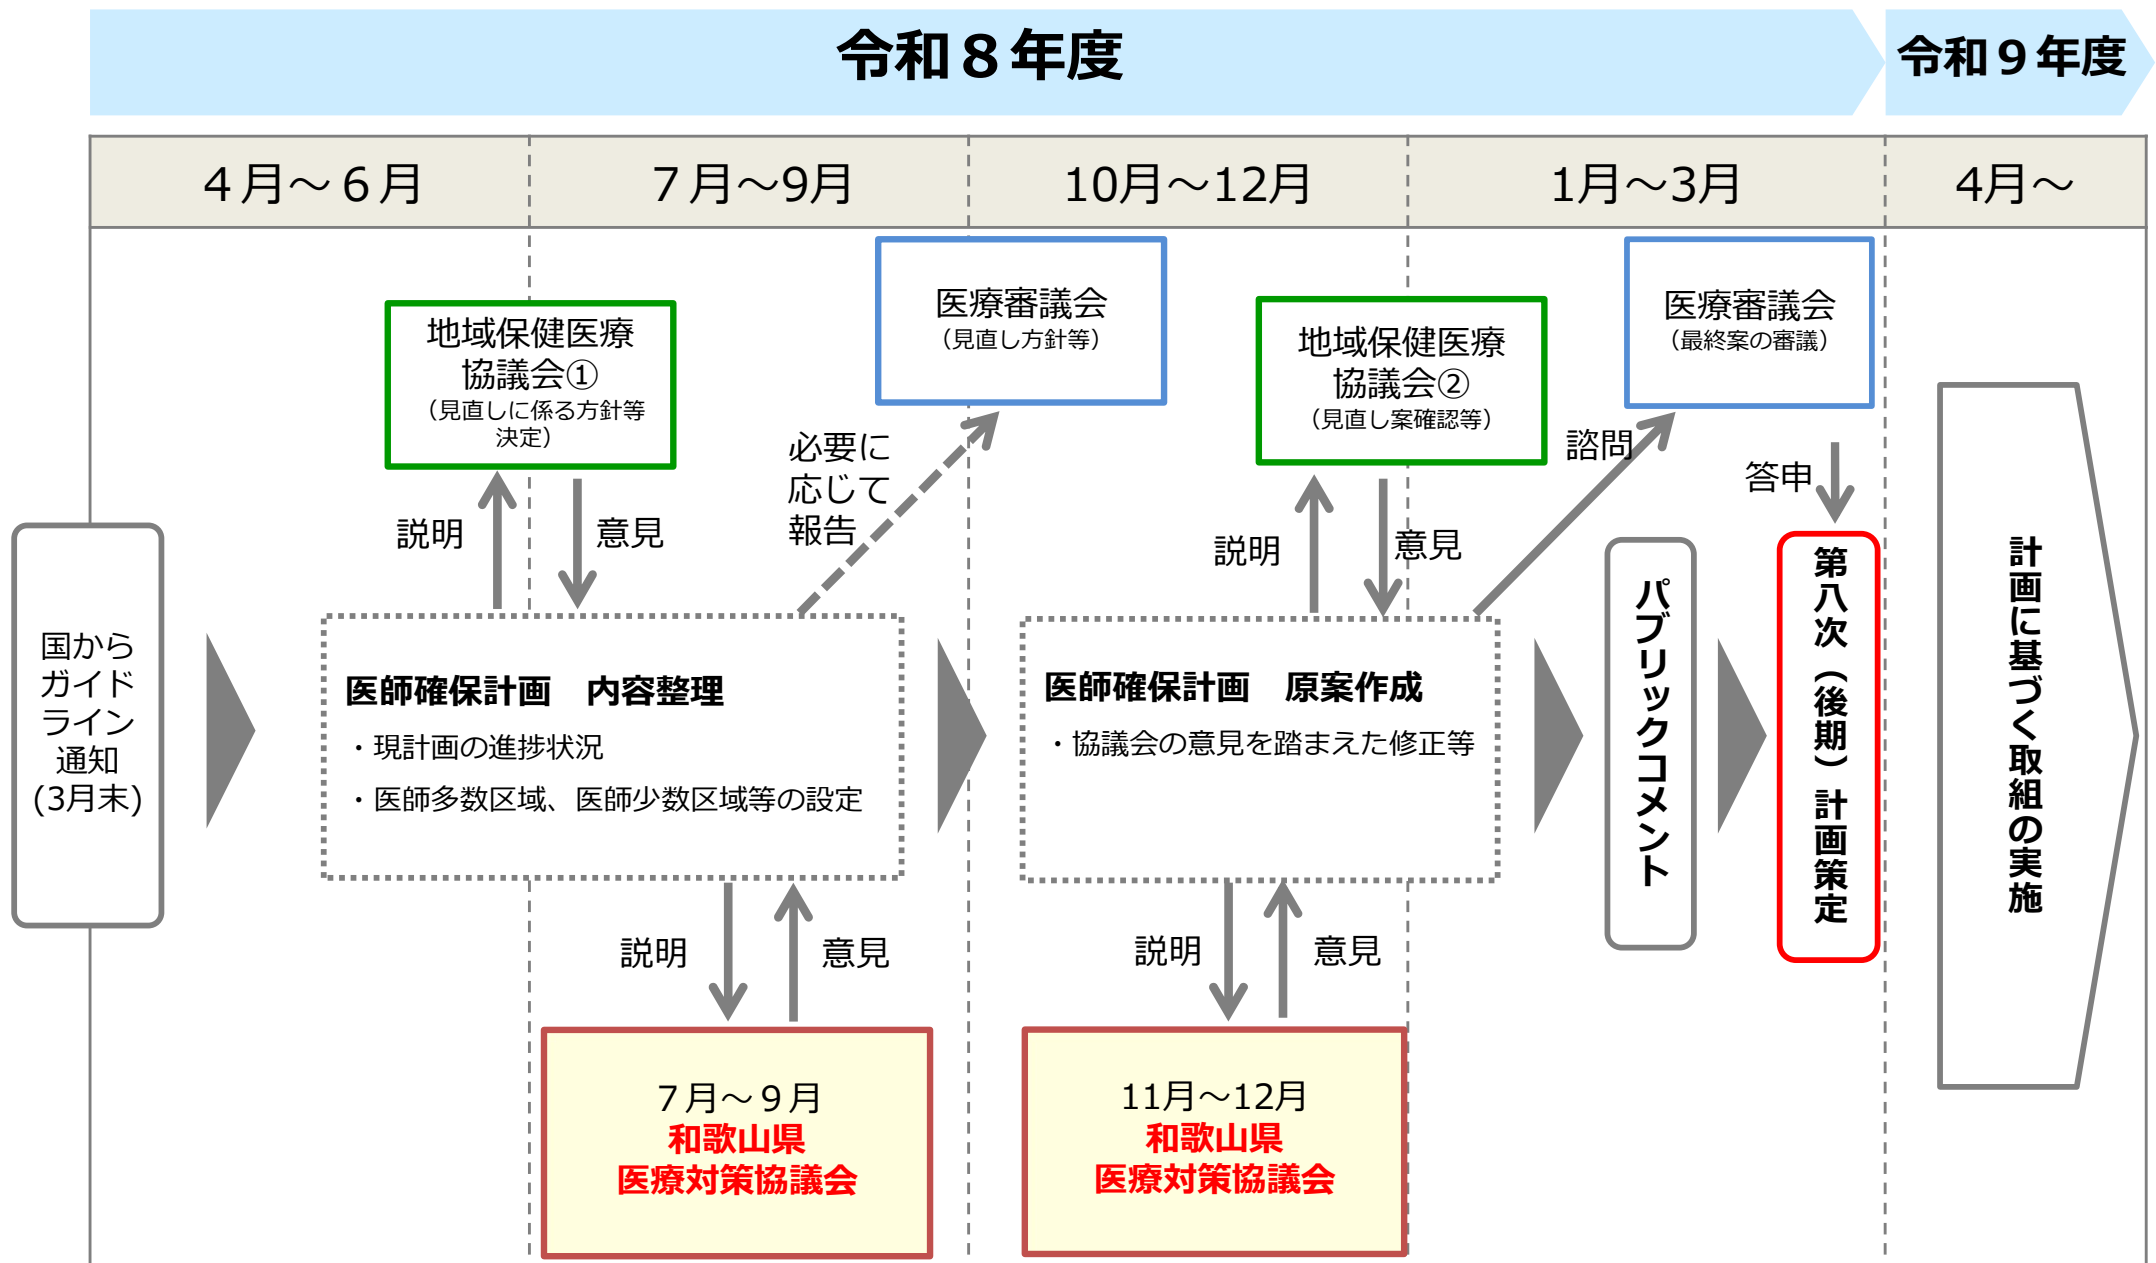 令和８年度
令和９年度
４月～６月
７月～9月
10月～12月
1月～3月
4月～
地域保健医療
協議会①
（見直しに係る方針等
決定）
医療審議会
（見直し方針等）
地域保健医療
協議会②
（見直し案確認等）
医療審議会
（最終案の審議）
説明
意見
必要に
応じて
報告
説明
意見
諮問
答申
国から
ガイド
ライン
通知
(3月末)
医師確保計画　内容整理
・現計画の進捗状況
・医師多数区域、医師少数区域等の設定
医師確保計画　原案作成
・協議会の意見を踏まえた修正等
パブリックコメント
第八次（後期）計画策定
計画に基づく取組の実施
説明
意見
説明
意見
７月～９月
和歌山県
医療対策協議会
11月～12月
和歌山県
医療対策協議会